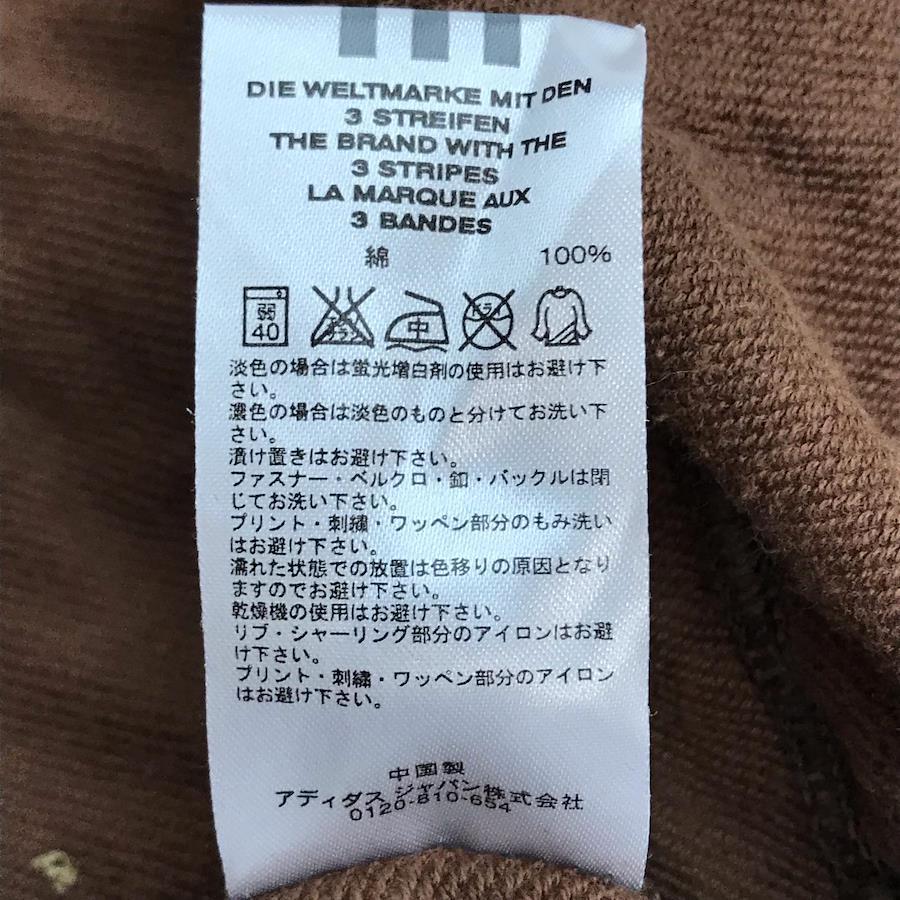 DIE WELTMARKE MIT DEN
3 STREIFEN
THE BRAND WITH THE
3 STRIPES
LA MARQUE AUX
3 BANDES
綿 100%
弱 中 ドライ
40
淡色の場合は蛍光増白剤の使用はお避け下
さい。
濃色の場合は淡色のものと分けてお洗い下
さい。
漬け置きはお避け下さい。
ファスナー・ベルクロ・釦・バックルは閉
じてお洗い下さい。
プリント・刺繍・ワッペン部分のもみ洗い
はお避け下さい。
濡れた状態での放置は色移りの原因となり
ますのでお避け下さい。
乾燥機の使用はお避け下さい。
リブ・シャーリング部分のアイロンはお避
け下さい。
プリント・刺繍・ワッペン部分のアイロン
はお避け下さい。
中国製
アディダス ジャパン株式会社
0120-810-654